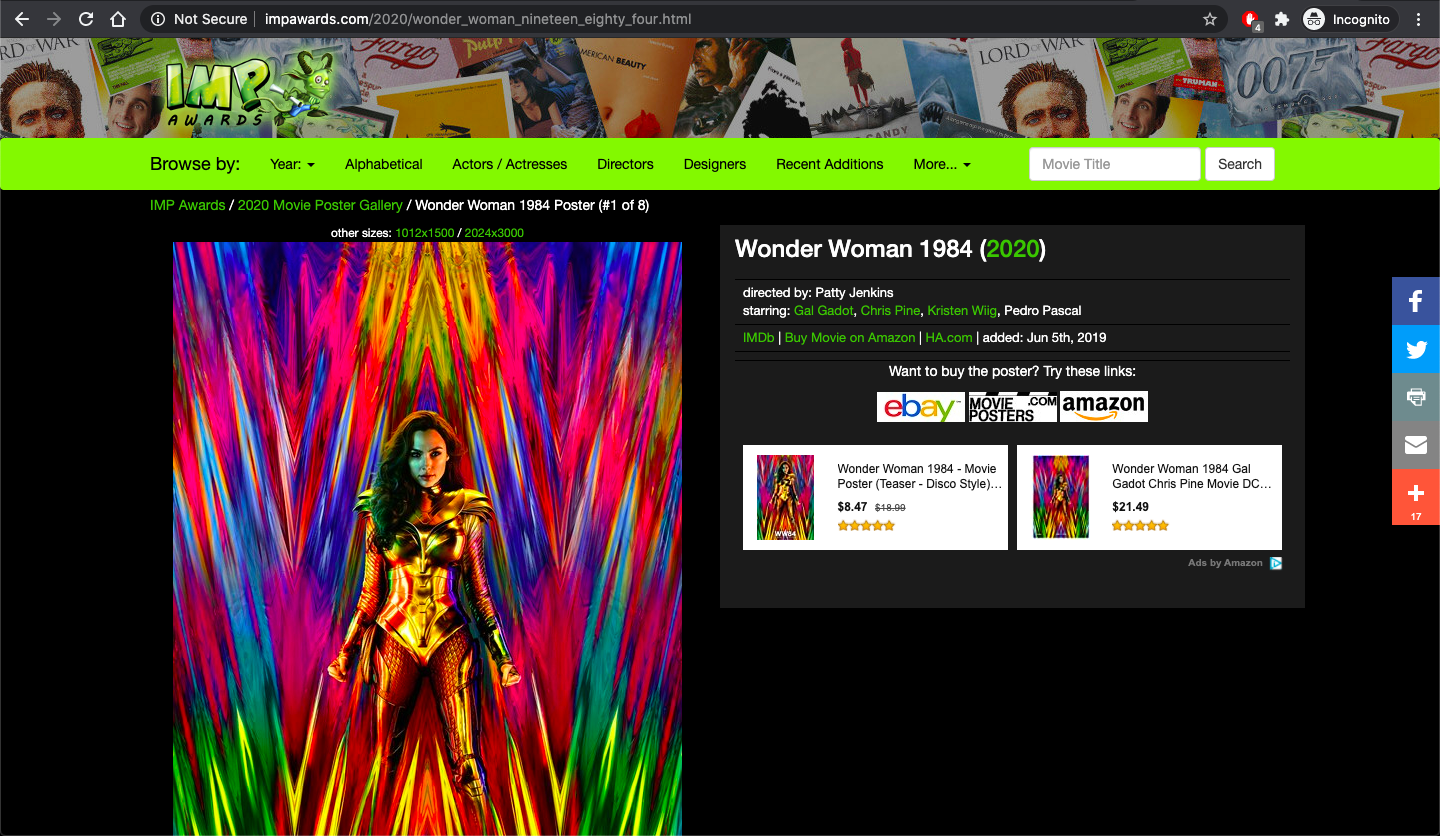 Not Secure | impawards.com/2020/wonder_woman_nineteen_eighty_four.html
4
Incognito
LORD OF WAR
Fargo
Pulp
AMERICAN BEAUTY
CANDY
LORD OF WAR
TRUMAN
007
Fargo
IMP
AWARDS
Browse by: Year: Alphabetical Actors / Actresses Directors Designers Recent Additions More... Movie Title Search
IMP Awards / 2020 Movie Poster Gallery / Wonder Woman 1984 Poster (#1 of 8)
other sizes: 1012x1500 / 2024x3000
Wonder Woman 1984 (2020)
directed by: Patty Jenkins
starring: Gal Gadot, Chris Pine, Kristen Wiig, Pedro Pascal
IMDb | Buy Movie on Amazon | HA.com | added: Jun 5th, 2019
Want to buy the poster? Try these links:
ebay™ MOVIE POSTERS .COM amazon
Wonder Woman 1984 - Movie
Poster (Teaser - Disco Style)…
$8.47 $18.99
WW84
Wonder Woman 1984 Gal
Gadot Chris Pine Movie DC…
$21.49
Ads by Amazon
17